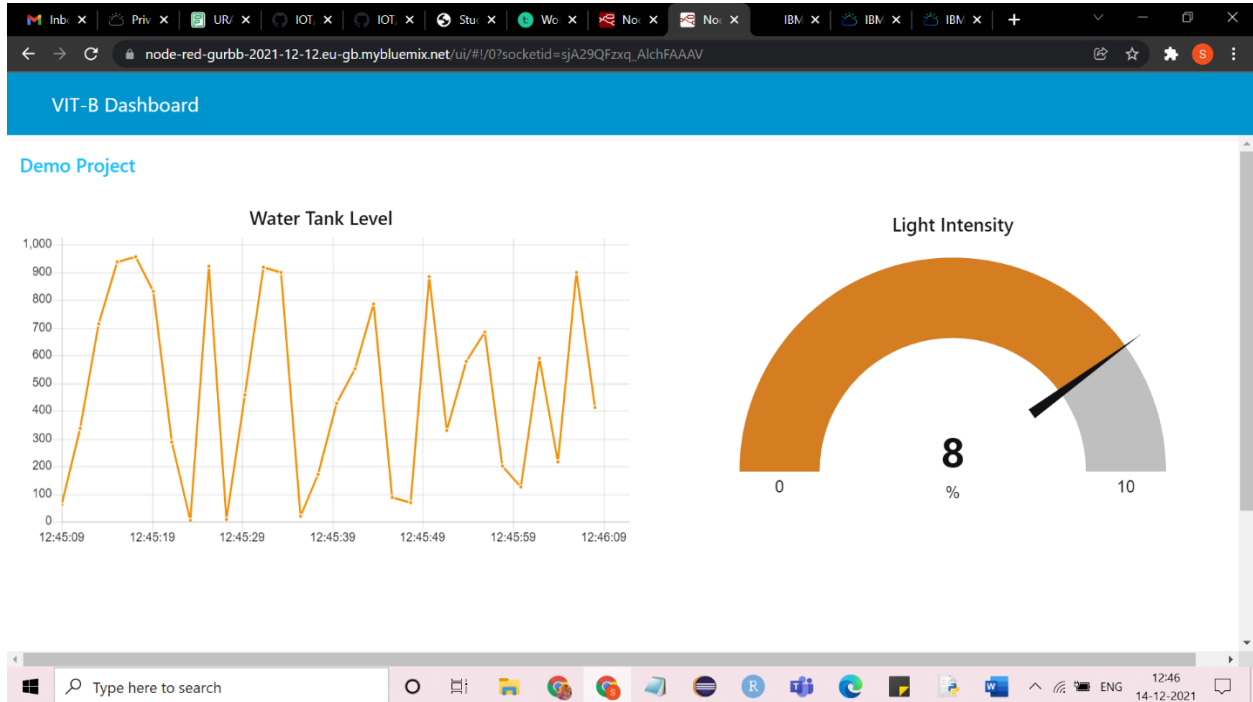 Inbc Priv UR/ IOT, IOT, Stuc Wo Noc Noc IBM IBM IBM
node-red-gurbb-2021-12-12.eu-gb.mybluemix.net/ui/#!/0?socketid=sjA29QFzxq_AlchFAAAV
S
VIT-B Dashboard
Demo Project
Water Tank Level
1,000
900
800
700
600
500
400
300
200
100
0
12:45:09 12:45:19 12:45:29 12:45:39 12:45:49 12:45:59 12:46:09
Light Intensity
8
%
0 10
Type here to search
ENG
12:46
14-12-2021